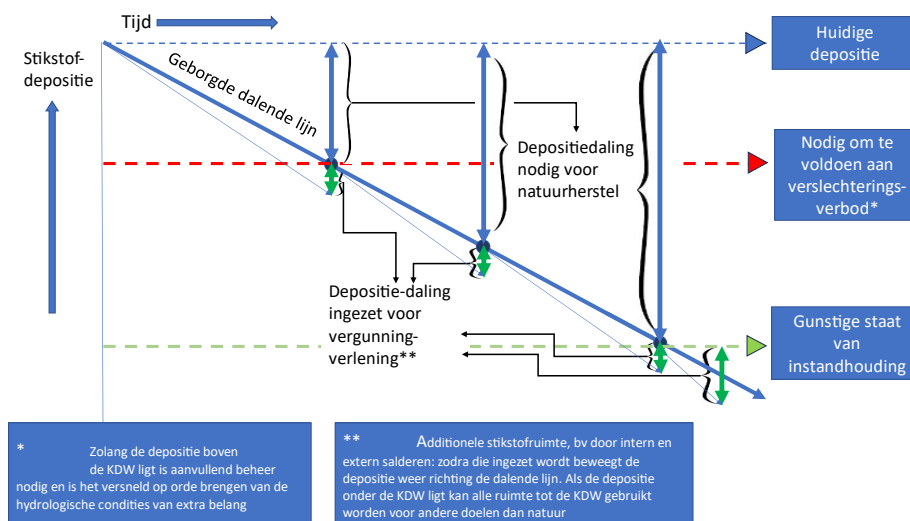 Tijd
Huidige
depositie
Stikstof-
depositie
Geborgde dalende lijn
Depositiedaling
nodig voor
natuurherstel
Nodig om te
voldoen aan
verslechterings-
verbod*
Depositie-daling
ingezet voor
vergunning-
verlening**
Gunstige staat
van
instandhouding
* Zolang de depositie boven
de KDW ligt is aanvullend beheer
nodig en is het versneld op orde brengen van de
hydrologische condities van extra belang
** Additionele stikstofruimte, bv door intern en
extern salderen: zodra die ingezet wordt beweegt de
depositie weer richting de dalende lijn. Als de depositie
onder de KDW ligt kan alle ruimte tot de KDW gebruikt
worden voor andere doelen dan natuur